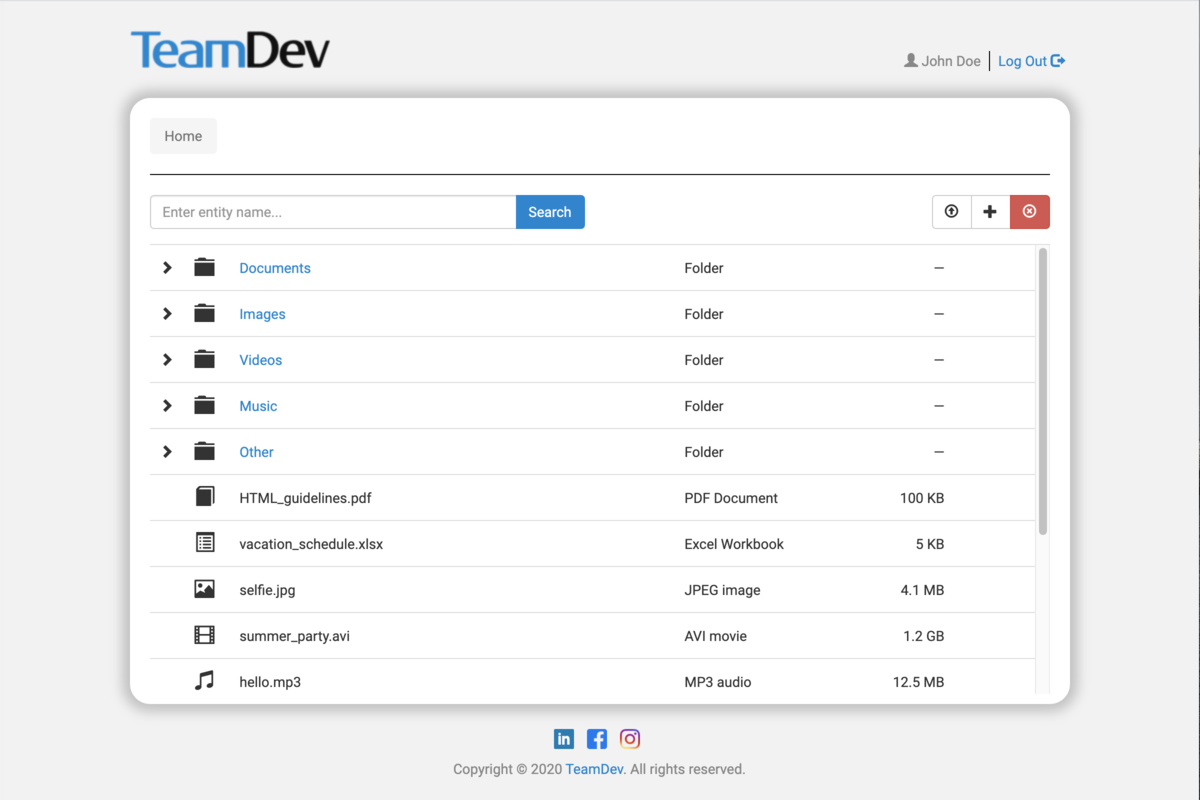 TeamDev
John Doe | Log Out
Home
Enter entity name... Search
Documents Folder –
Images Folder –
Videos Folder –
Music Folder –
Other Folder –
HTML_guidelines.pdf PDF Document 100 KB
vacation_schedule.xlsx Excel Workbook 5 KB
selfie.jpg JPEG image 4.1 MB
summer_party.avi AVI movie 1.2 GB
hello.mp3 MP3 audio 12.5 MB
in
Copyright © 2020 TeamDev. All rights reserved.